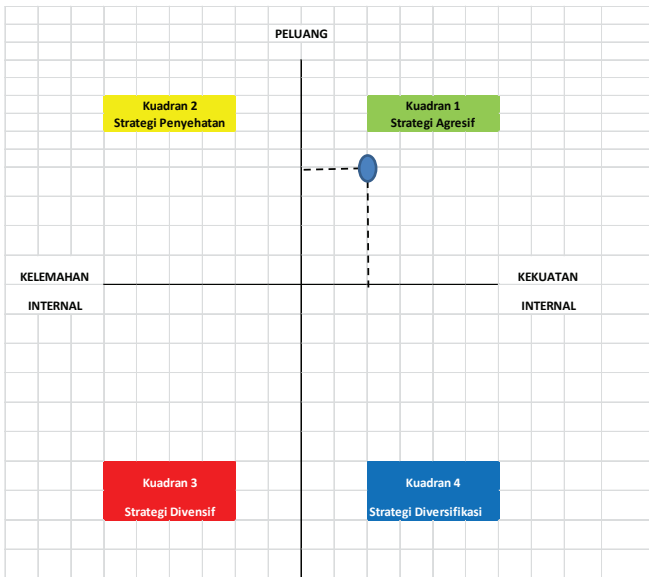 PELUANG
Kuadran 2
Strategi Penyehatan
Kuadran 1
Strategi Agresif
KELEMAHAN
INTERNAL
KEKUATAN
INTERNAL
Kuadran 3
Strategi Divensif
Kuadran 4
Strategi Diversifikasi